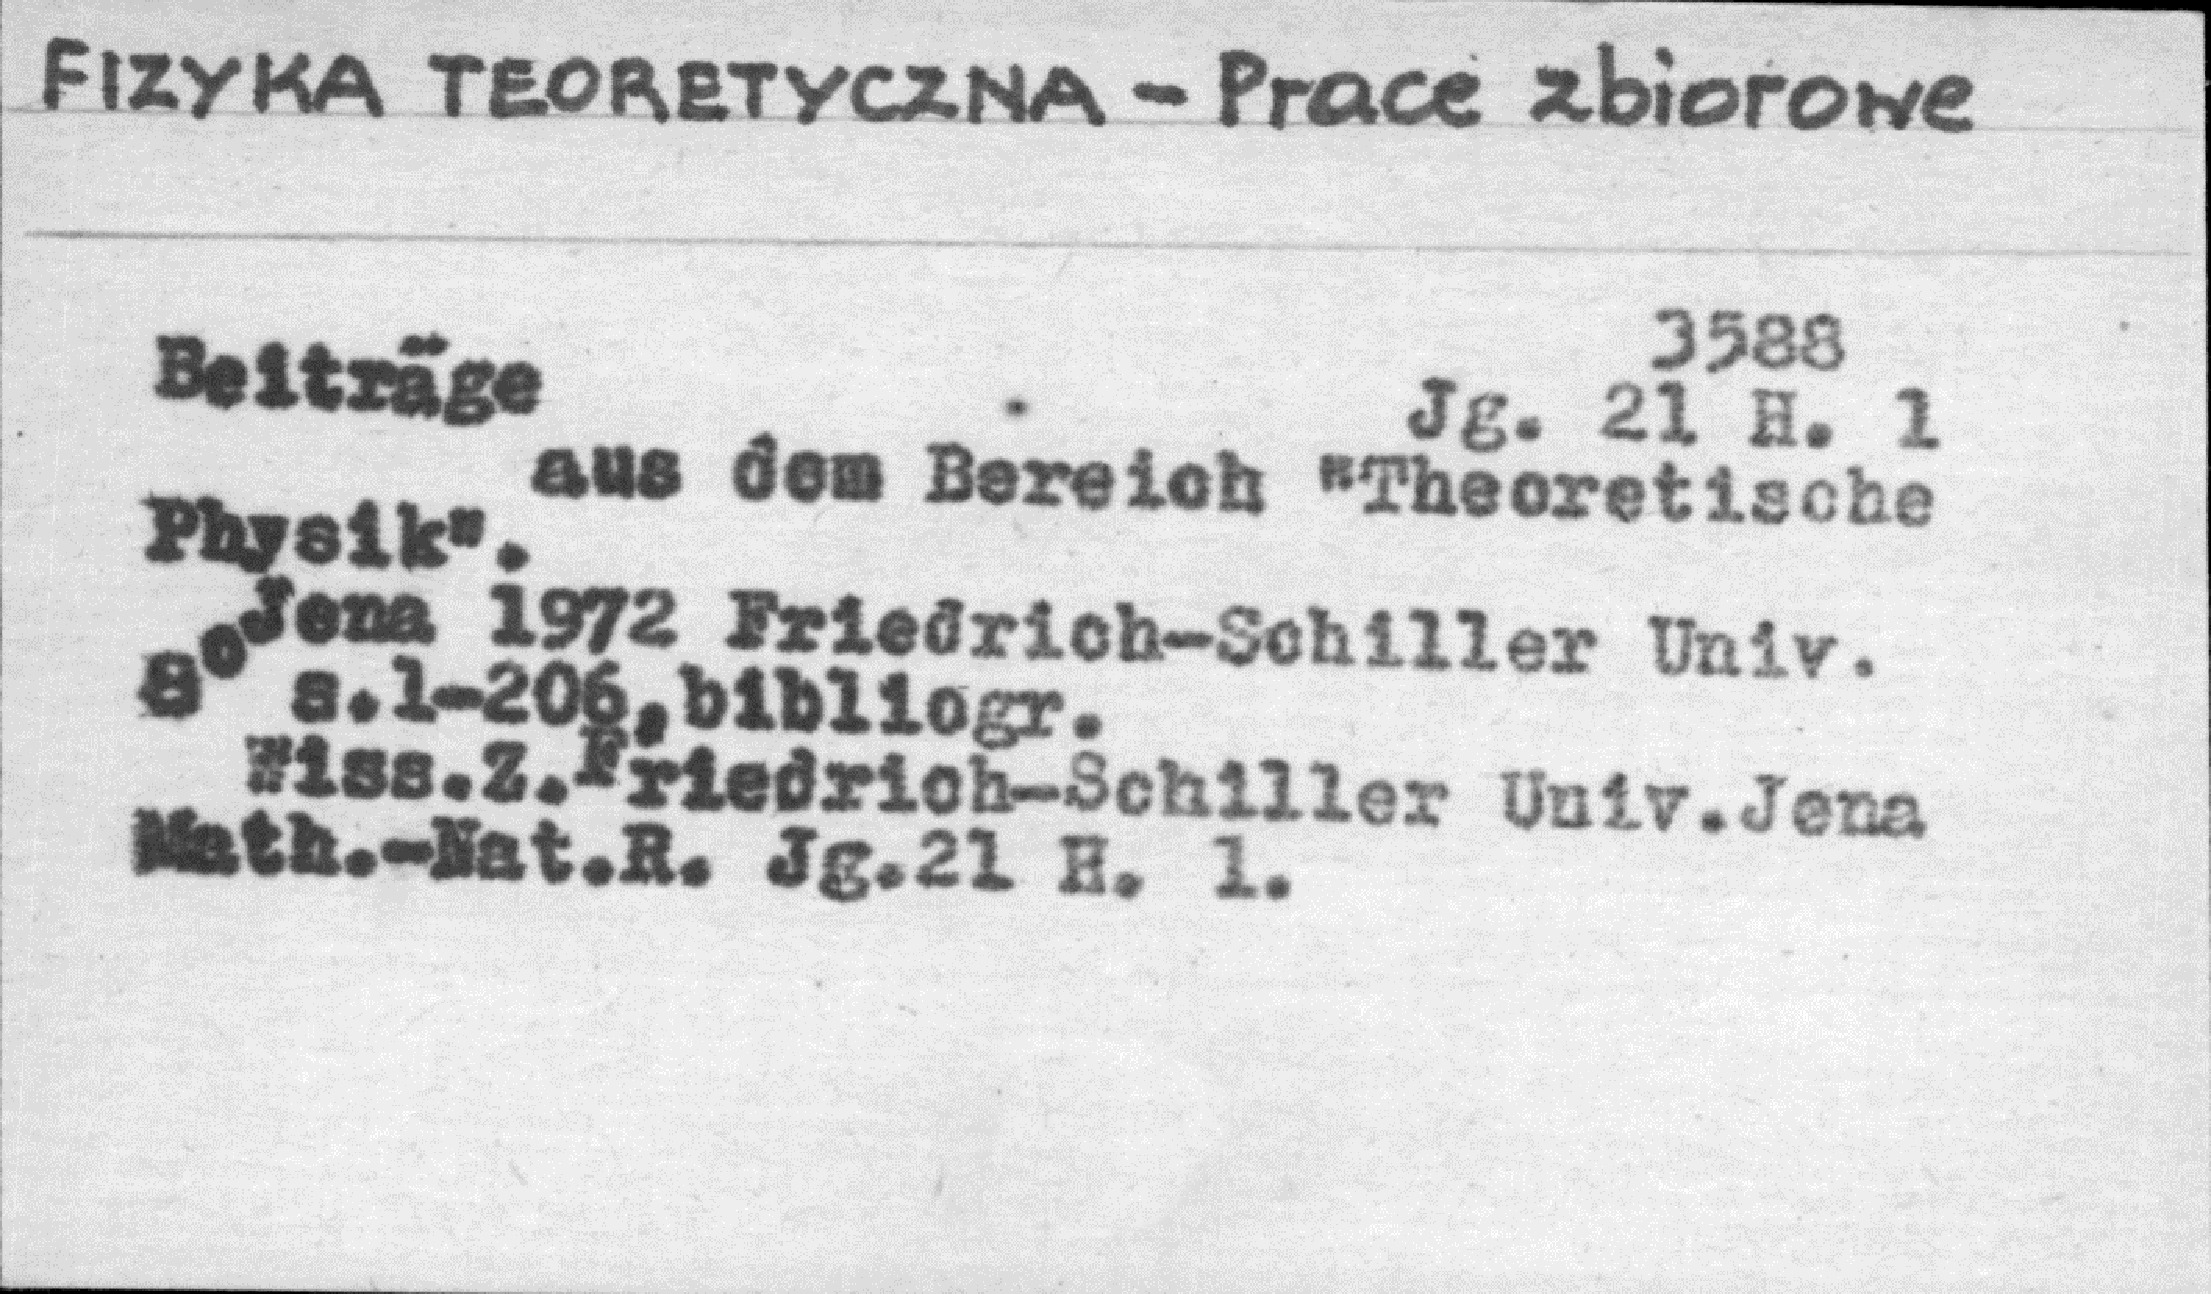 FIZYKA TEORETYCZNA - Prace zbiorowe
3588
Beiträge
Jg. 21 H. 1
aus dem Bereich "Theoretische
Physik".
Jena 1972 Friedrich-Schiller Univ.
8° s.1-206,bibliogr.
Wiss.Z.Friedrich-Schiller Univ.Jena
Math.-Nat.R. Jg.21 H. 1.